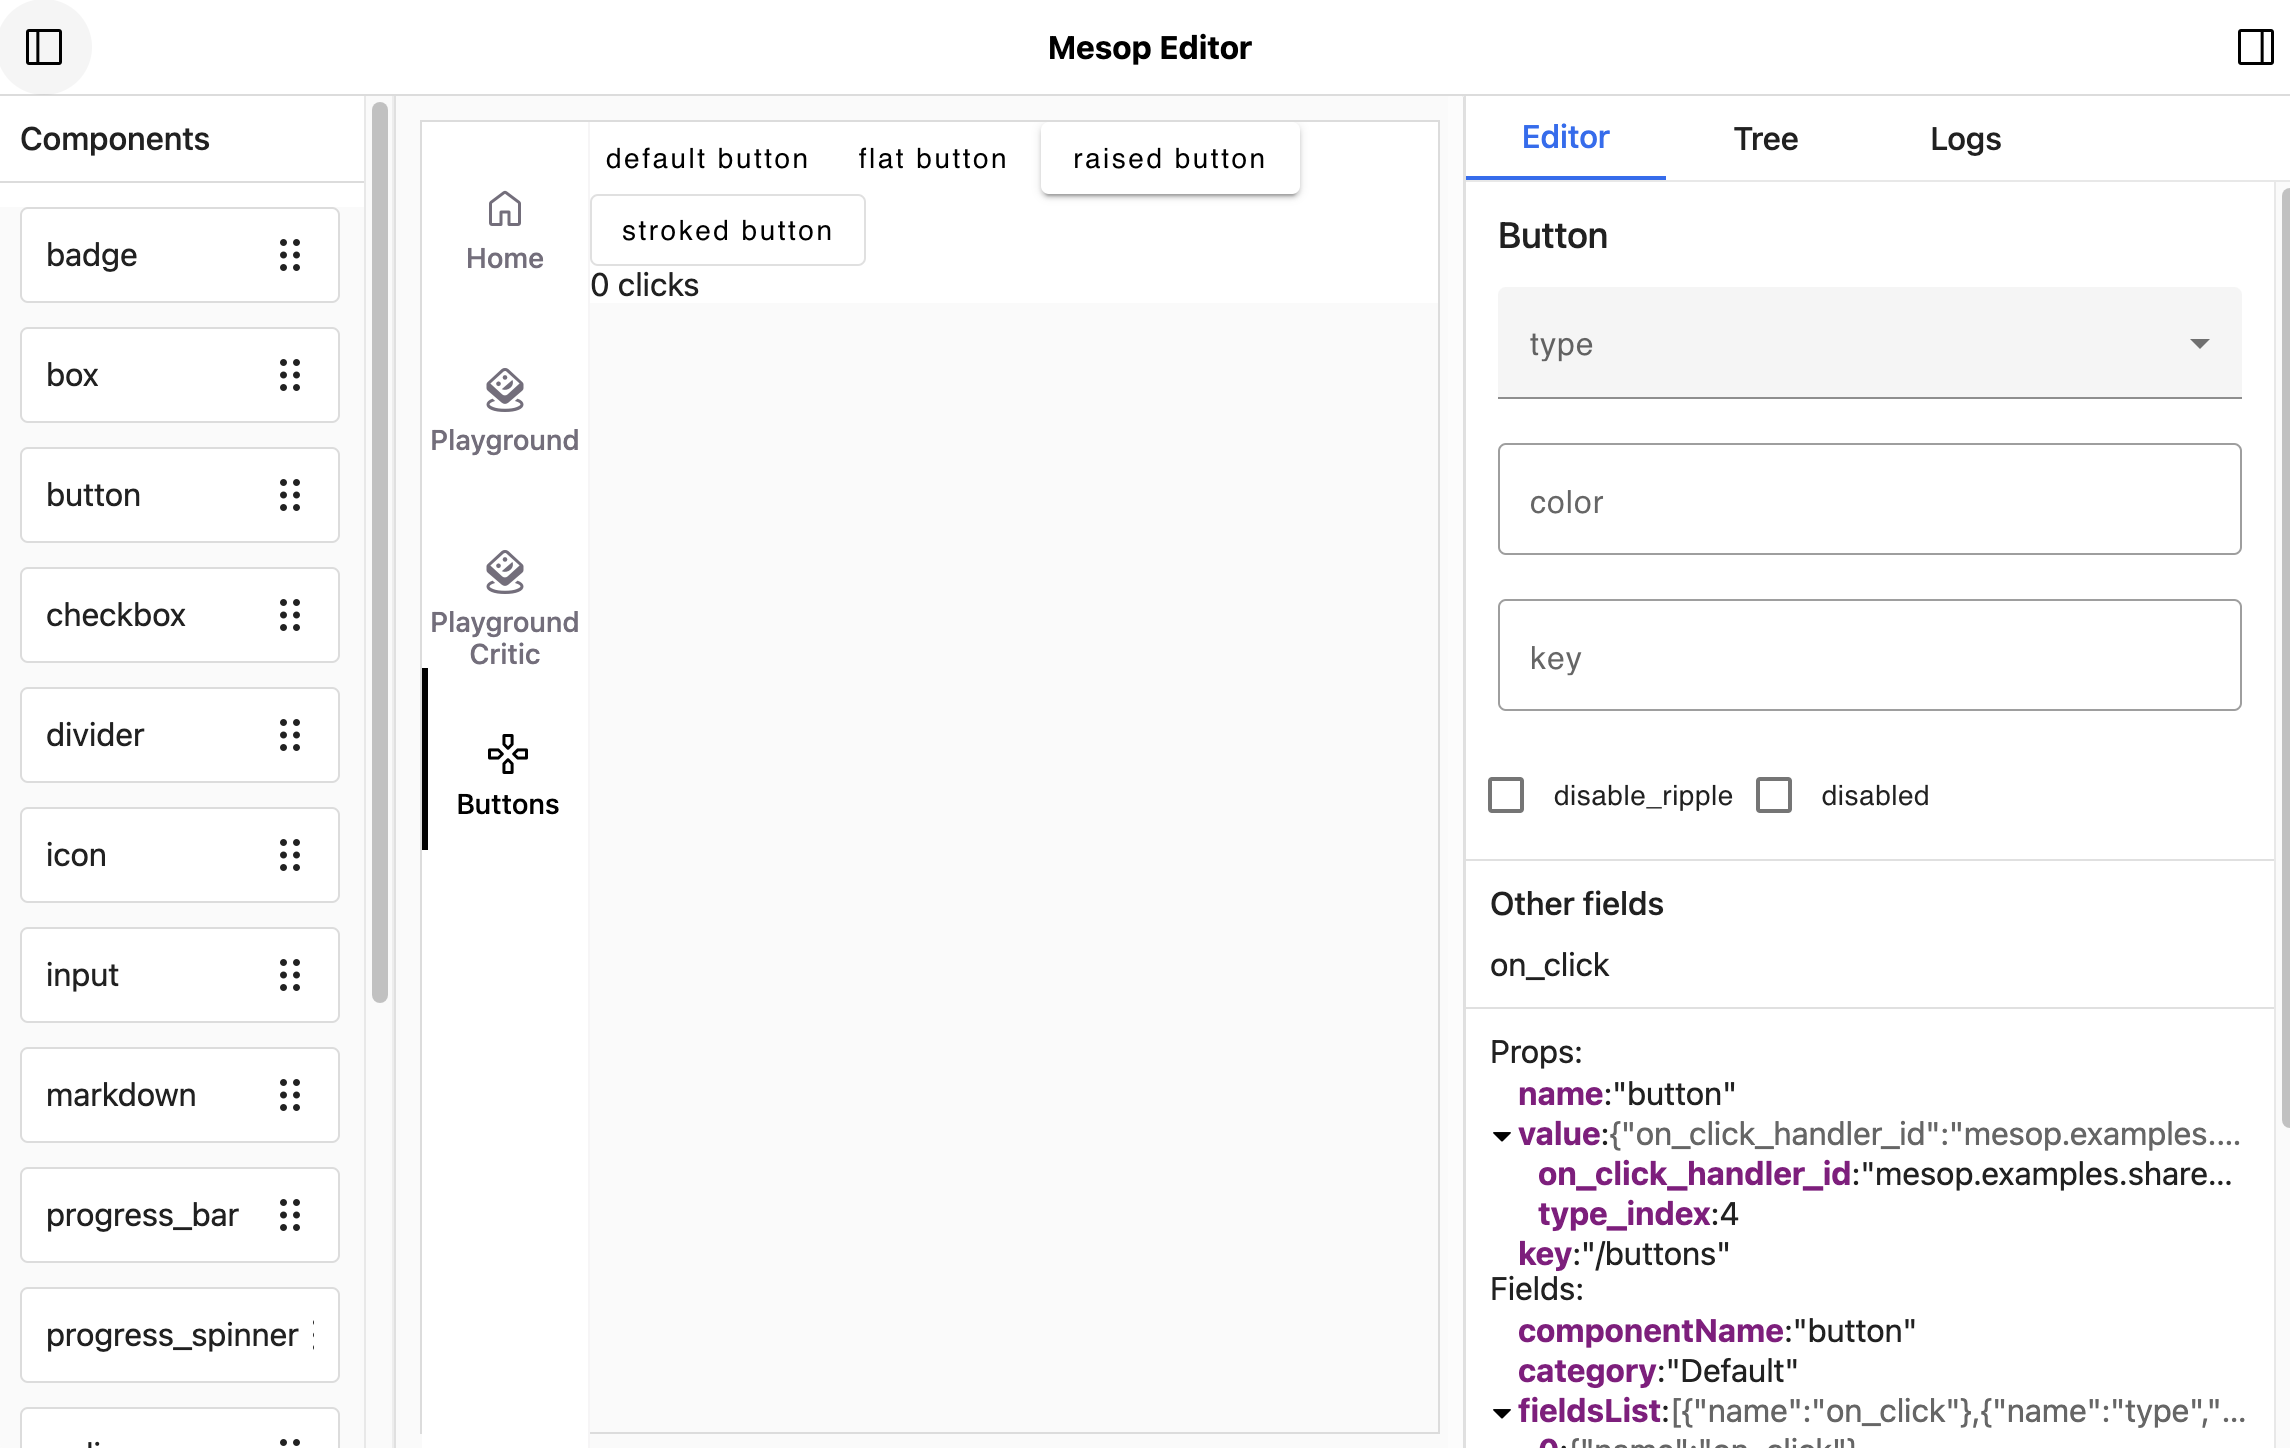 Mesop Editor
Components
badge
box
button
checkbox
divider
icon
input
markdown
progress_bar
progress_spinner
Home
Playground
Playground
Critic
Buttons
default button
flat button
raised button
stroked button
0 clicks
Editor
Tree
Logs
Button
type
color
key
disable_ripple
disabled
Other fields
on_click
Props:
name:"button"
value:{"on_click_handler_id":"mesop.examples....
on_click_handler_id:"mesop.examples.share...
type_index:4
key:"/buttons"
Fields:
componentName:"button"
category:"Default"
fieldsList:[{"name":"on_click"},{"name":"type","...
0:{"name":"on_click"}